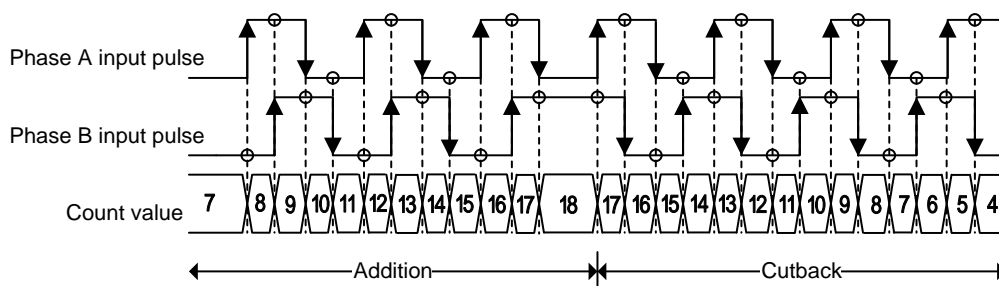 Phase A input pulse
Phase B input pulse
Count value 7 8 9 10 11 12 13 14 15 16 17 18 17 16 15 14 13 12 11 10 9 8 7 6 5 4
Addition Cutback